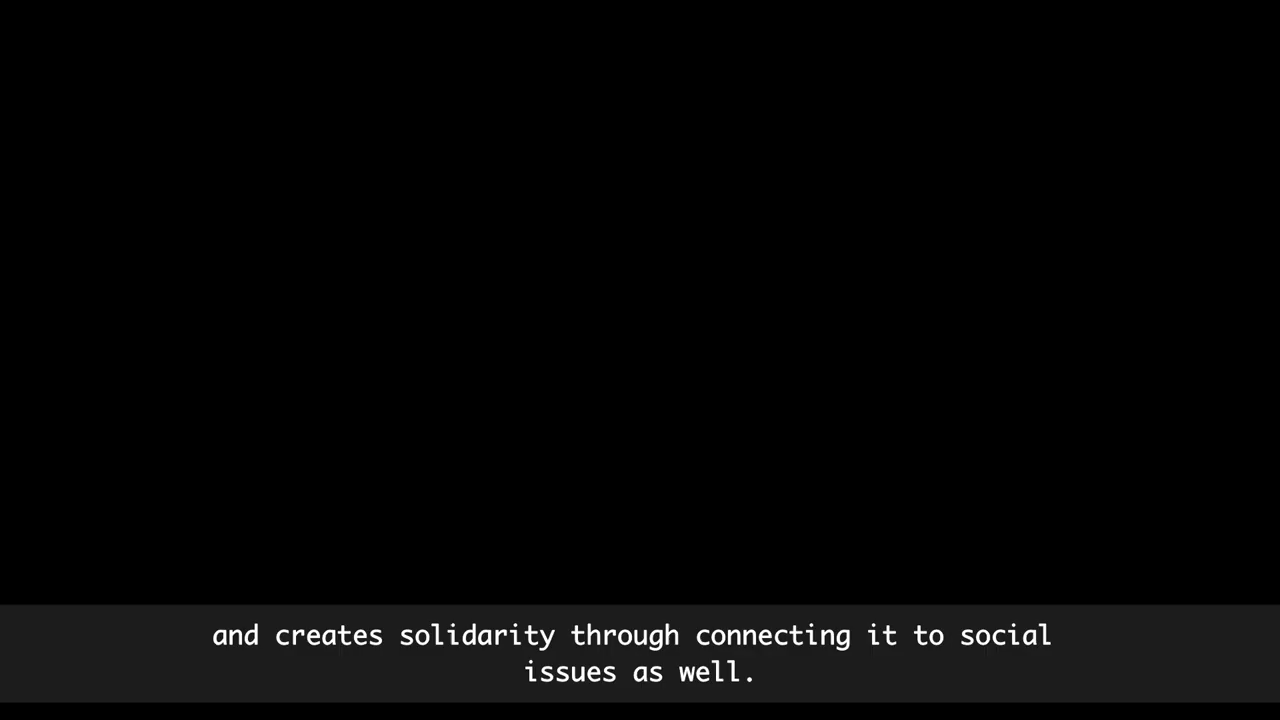 and creates solidarity through connecting it to social
issues as well.